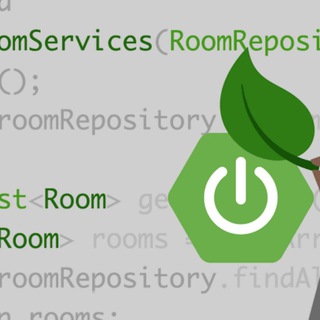 omServices(RoomReposi
();
roomRepository
st<Room> ge
Room> rooms =
roomRepository.findAl
n rooms;